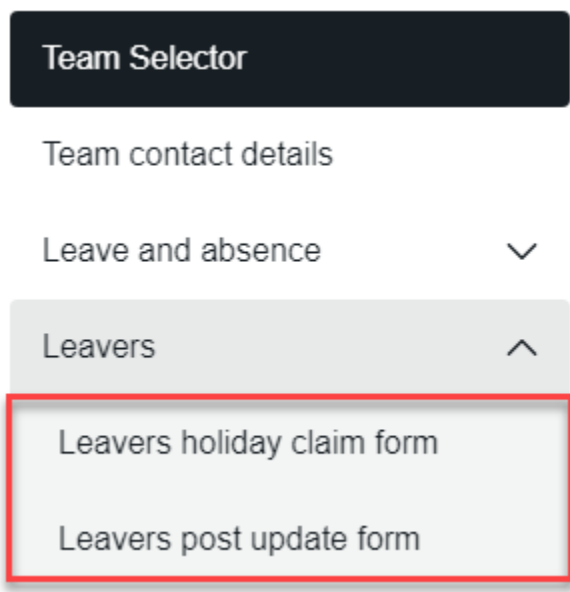 Team Selector
Team contact details
Leave and absence
Leavers
Leavers holiday claim form
Leavers post update form